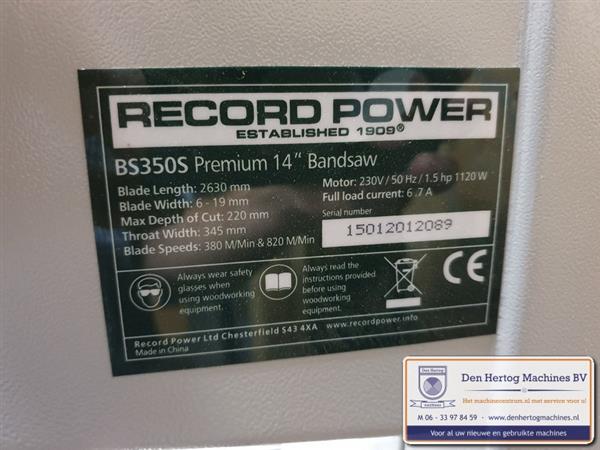 RECORD POWER
ESTABLISHED 1909®
BS350S Premium 14" Bandsaw
Blade Length: 2630 mm
Blade Width: 6 - 19 mm
Max Depth of Cut: 220 mm
Throat Width: 345 mm
Blade Speeds: 380 M/Min & 820 M/Min
Motor: 230V / 50 Hz / 1.5 hp 1120 W
Full load current: 6.7 A
Serial number
15012012089
Always wear safety
glasses when
using woodworking
equipment.
Always read the
instructions provided
before using
woodworking
equipment.
CE
Record Power Ltd Chesterfield S43 4XA
www.recordpower.info
Made in China
Den Hertog Machines BV
Het machinecentrum.nl met service voor u!
M 06 - 33 97 84 59 - www.denhertogmachines.nl
Voor al uw nieuwe en gebruikte machines